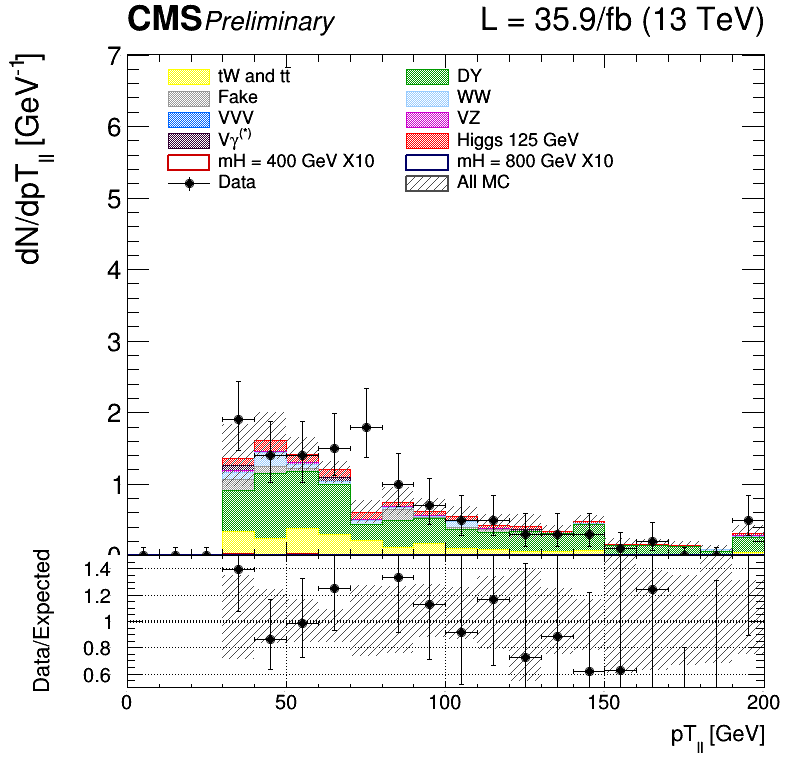 CMS Preliminary L = 35.9/fb (13 TeV)
dN/dpT_ll [GeV⁻¹]
7
6
5
4
3
2
1
0
tW and tt DY
Fake WW
VVV VZ
Vγ(*) Higgs 125 GeV
mH = 400 GeV X10 mH = 800 GeV X10
Data All MC
Data/Expected
1.4
1.2
1
0.8
0.6
0 50 100 150 200
pT_ll [GeV]